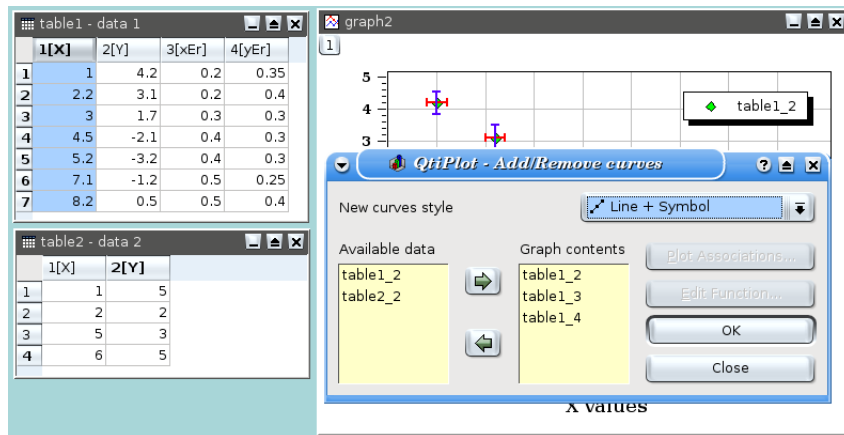 table1 - data 1
1[X] 2[Y] 3[xEr] 4[yEr]
1 1 4.2 0.2 0.35
2 2.2 3.1 0.2 0.4
3 3 1.7 0.3 0.3
4 4.5 -2.1 0.4 0.3
5 5.2 -3.2 0.4 0.3
6 7.1 -1.2 0.5 0.25
7 8.2 0.5 0.5 0.4
table2 - data 2
1[X] 2[Y]
1 1 5
2 2 2
3 5 3
4 6 5
graph2
1
5
4
3
table1_2
QtiPlot - Add/Remove curves
?
New curves style
Line + Symbol
Available data
table1_2
table2_2
Graph contents
table1_2
table1_3
table1_4
Plot Associations...
Edit Function...
OK
Close
X values